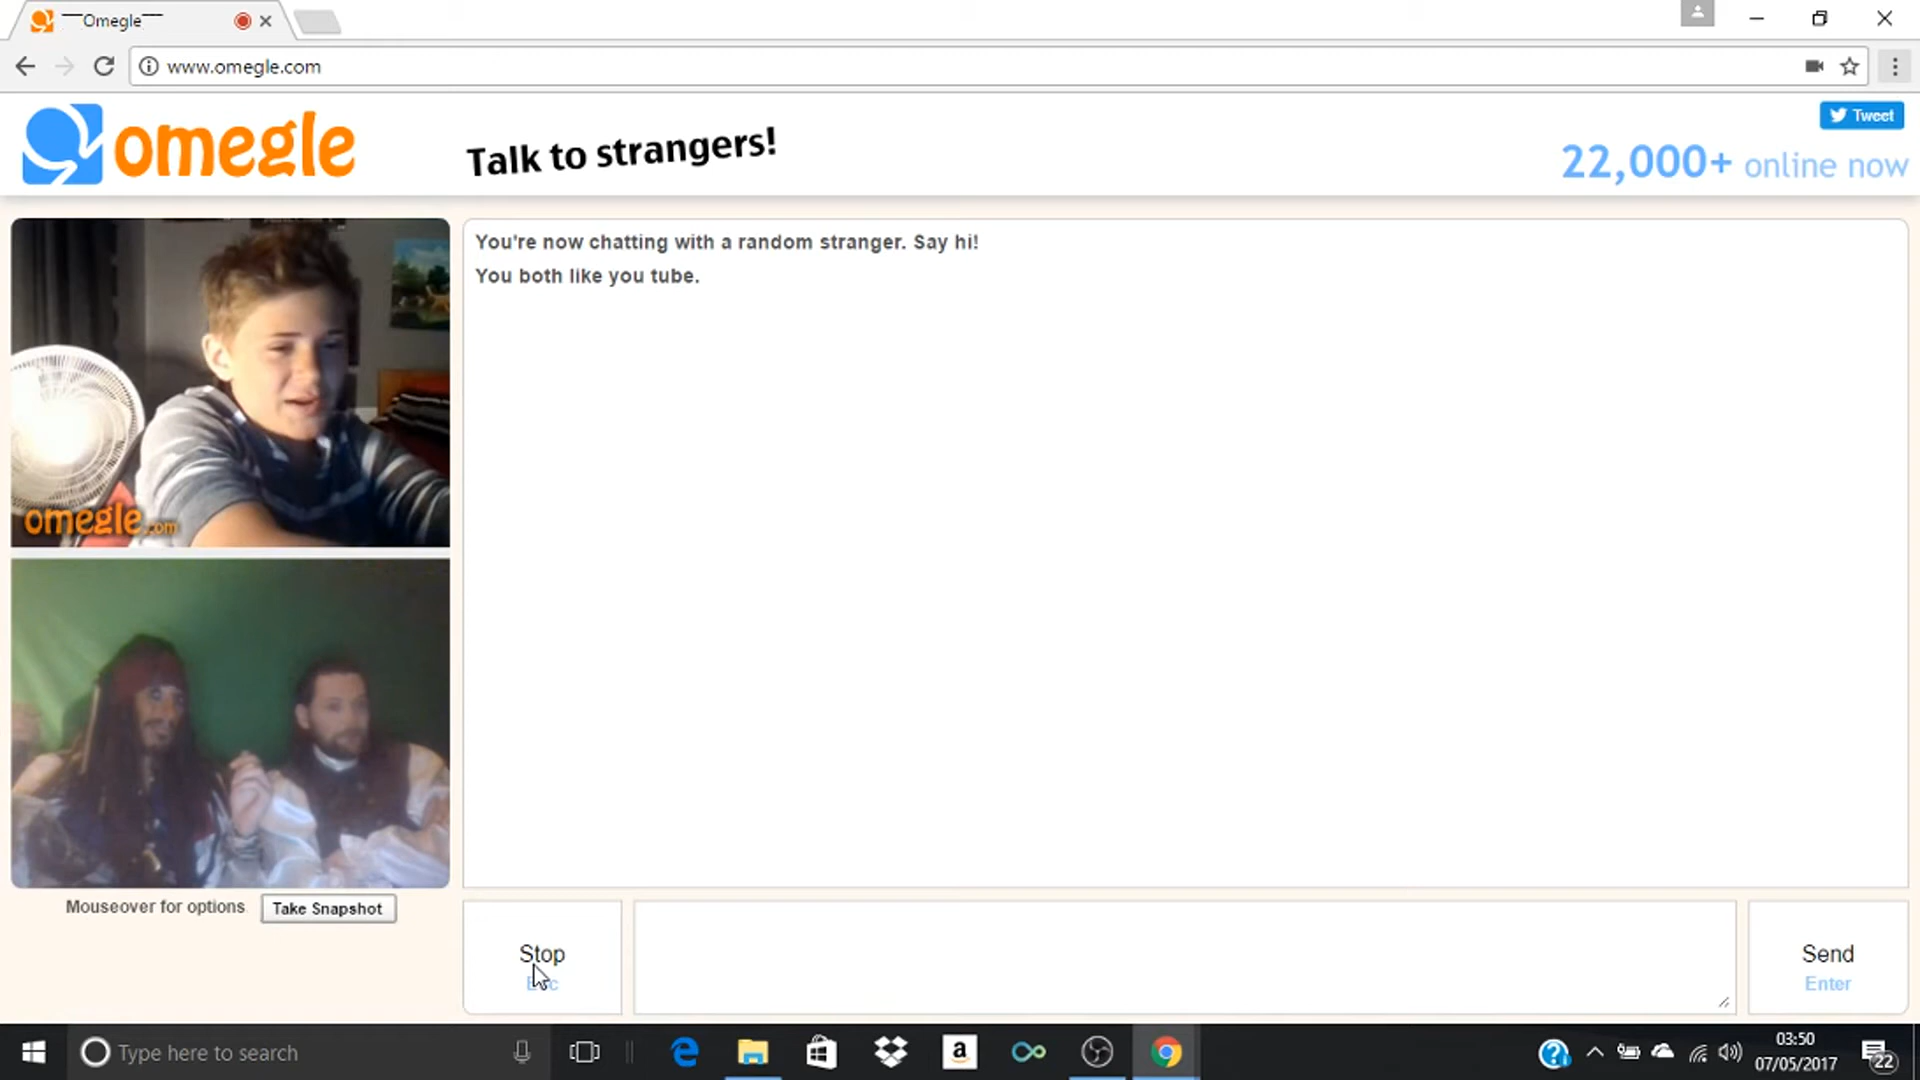 Omegle
www.omegle.com
omegle
Talk to strangers!
Tweet
22,000+ online now
You're now chatting with a random stranger. Say hi!
You both like you tube.
omegle.com
Mouseover for options
Take Snapshot
Stop
Send
Enter
Type here to search
a
03:50
07/05/2017
22